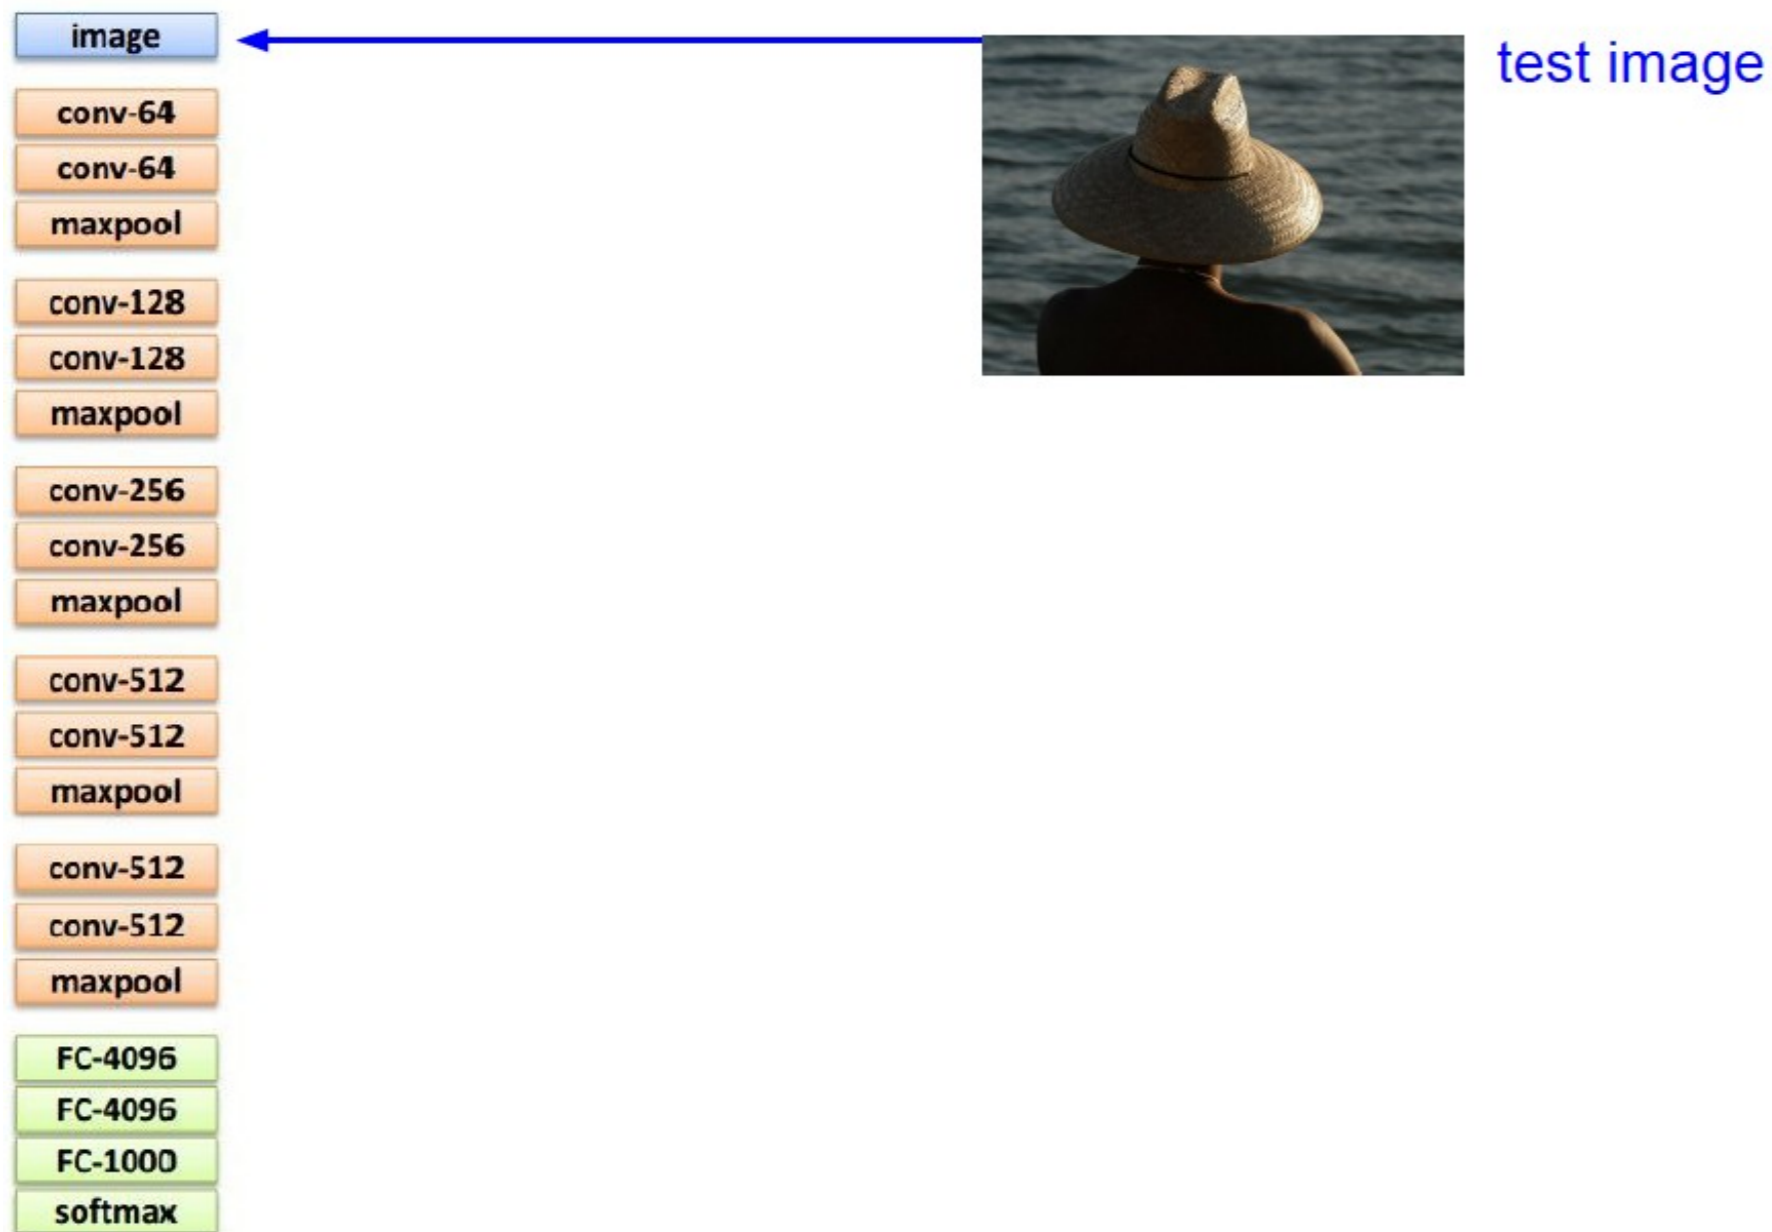 image
test image
conv-64
conv-64
maxpool
conv-128
conv-128
maxpool
conv-256
conv-256
maxpool
conv-512
conv-512
maxpool
conv-512
conv-512
maxpool
FC-4096
FC-4096
FC-1000
softmax